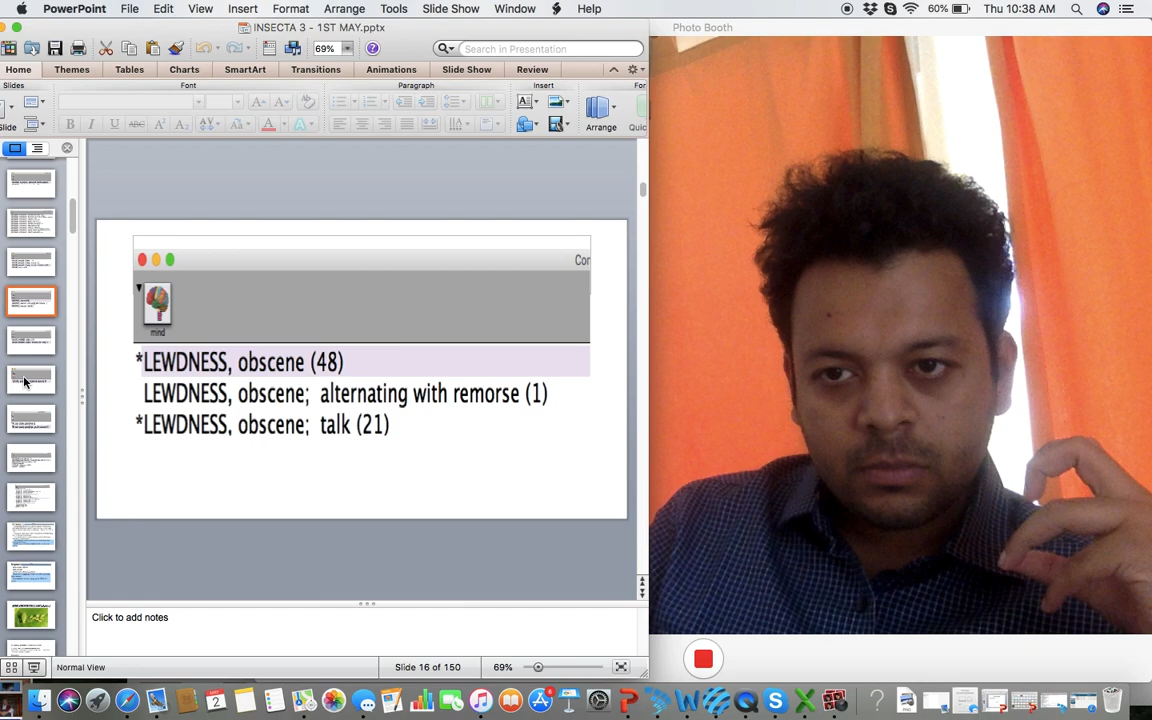 PowerPoint File Edit View Insert Format Arrange Tools Slide Show Window Help 60% Thu 10:38 AM
INSECTA 3 - 1ST MAY.pptx
Photo Booth
69% Search in Presentation
Home Themes Tables Charts SmartArt Transitions Animations Slide Show Review
Slides Font Paragraph Insert
Arrange
Cor
mind
*LEWDNESS, obscene (48)
LEWDNESS, obscene; alternating with remorse (1)
*LEWDNESS, obscene; talk (21)
Click to add notes
Normal View Slide 16 of 150 69%